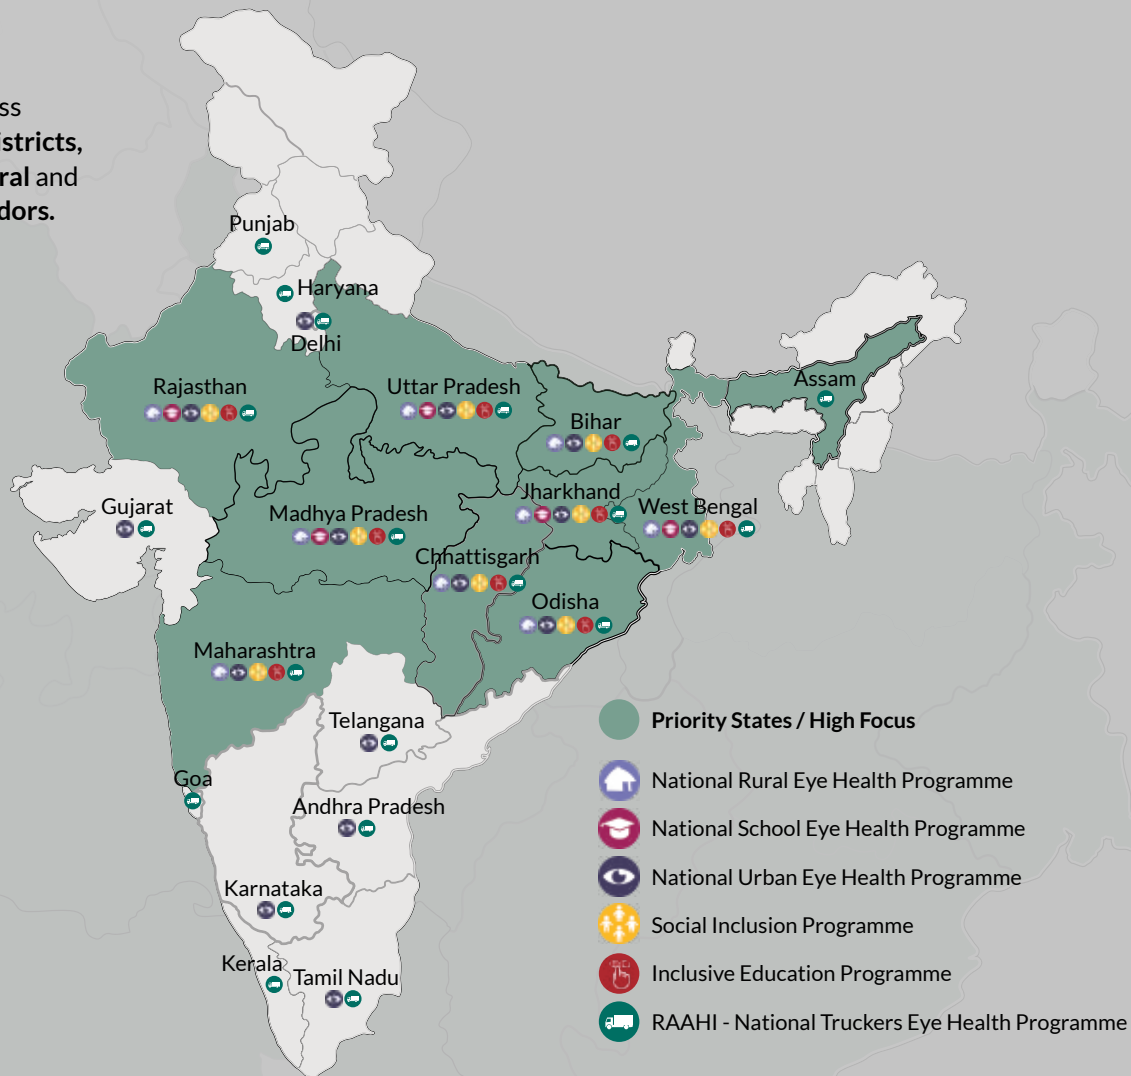 ss
istricts,
ral and
dors.
Punjab
Haryana
Delhi
Rajasthan
Uttar Pradesh
Bihar
Assam
Gujarat
Madhya Pradesh
Jharkhand
West Bengal
Chhattisgarh
Odisha
Maharashtra
Telangana
Goa
Andhra Pradesh
Karnataka
Kerala
Tamil Nadu
Priority States / High Focus
National Rural Eye Health Programme
National School Eye Health Programme
National Urban Eye Health Programme
Social Inclusion Programme
Inclusive Education Programme
RAAHI - National Truckers Eye Health Programme